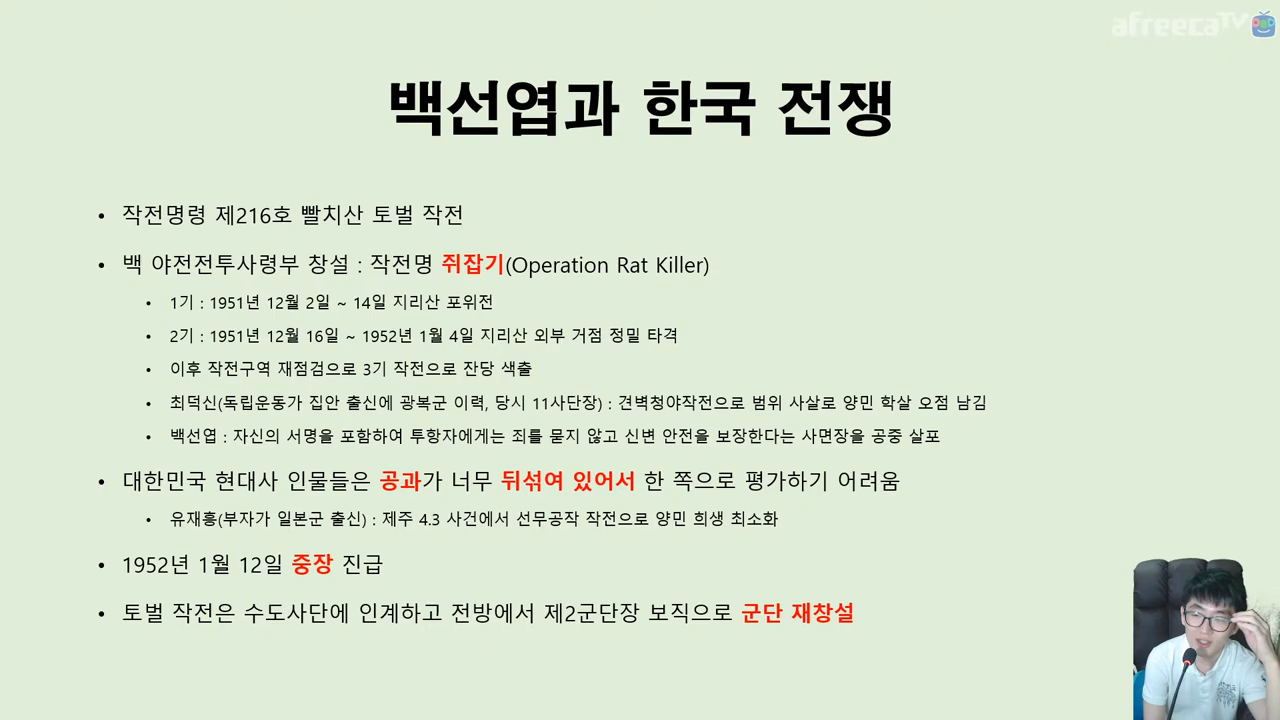 afreecaTV
백선엽과 한국 전쟁
• 작전명령 제216호 빨치산 토벌 작전
• 백 야전전투사령부 창설 : 작전명 쥐잡기(Operation Rat Killer)
• 1기 : 1951년 12월 2일 ~ 14일 지리산 포위전
• 2기 : 1951년 12월 16일 ~ 1952년 1월 4일 지리산 외부 거점 정밀 타격
• 이후 작전구역 재점검으로 3기 작전으로 잔당 색출
• 최덕신(독립운동가 집안 출신에 광복군 이력, 당시 11사단장) : 견벽청야작전으로 범위 사살로 양민 학살 오점 남김
• 백선엽 : 자신의 서명을 포함하여 투항자에게는 죄를 묻지 않고 신변 안전을 보장한다는 사면장을 공중 살포
• 대한민국 현대사 인물들은 공과가 너무 뒤섞여 있어서 한 쪽으로 평가하기 어려움
• 유재흥(부자가 일본군 출신) : 제주 4.3 사건에서 선무공작 작전으로 양민 희생 최소화
• 1952년 1월 12일 중장 진급
• 토벌 작전은 수도사단에 인계하고 전방에서 제2군단장 보직으로 군단 재창설